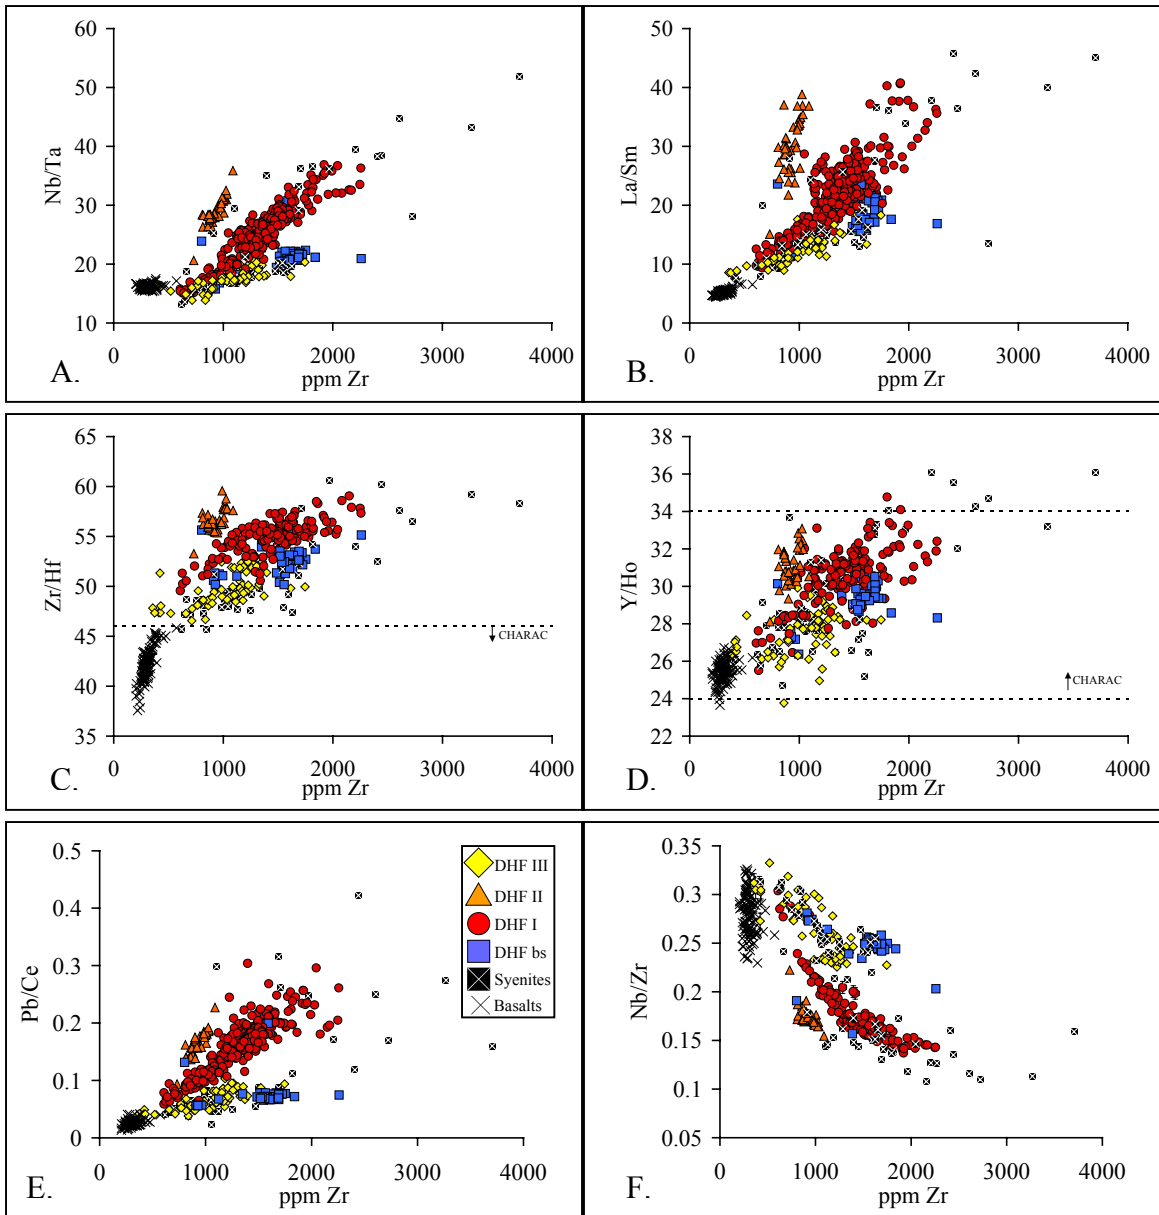 60
50
40
30
20
10
Nb/Ta
0
1000
2000
3000
4000
ppm Zr
A.
50
40
30
20
10
0
La/Sm
0
1000
2000
3000
4000
ppm Zr
B.
65
60
55
50
45
40
35
Zr/Hf
CHARAC
0
1000
2000
3000
4000
ppm Zr
C.
38
36
34
32
30
28
26
24
22
Y/Ho
CHARAC
0
1000
2000
3000
4000
ppm Zr
D.
0.5
0.4
0.3
0.2
0.1
0
Pb/Ce
DHF III
DHF II
DHF I
DHF bs
Syenites
Basalts
0
1000
2000
3000
4000
ppm Zr
E.
0.35
0.3
0.25
0.2
0.15
0.1
0.05
Nb/Zr
0
1000
2000
3000
4000
ppm Zr
F.